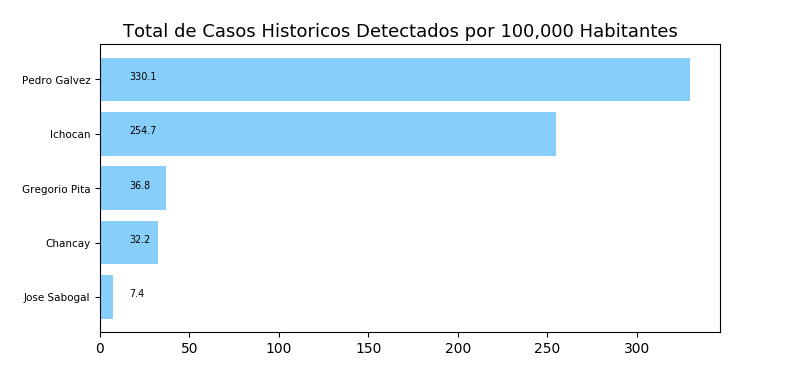 Total de Casos Historicos Detectados por 100,000 Habitantes
Pedro Galvez 330.1
Ichocan 254.7
Gregorio Pita 36.8
Chancay 32.2
Jose Sabogal 7.4
0 50 100 150 200 250 300